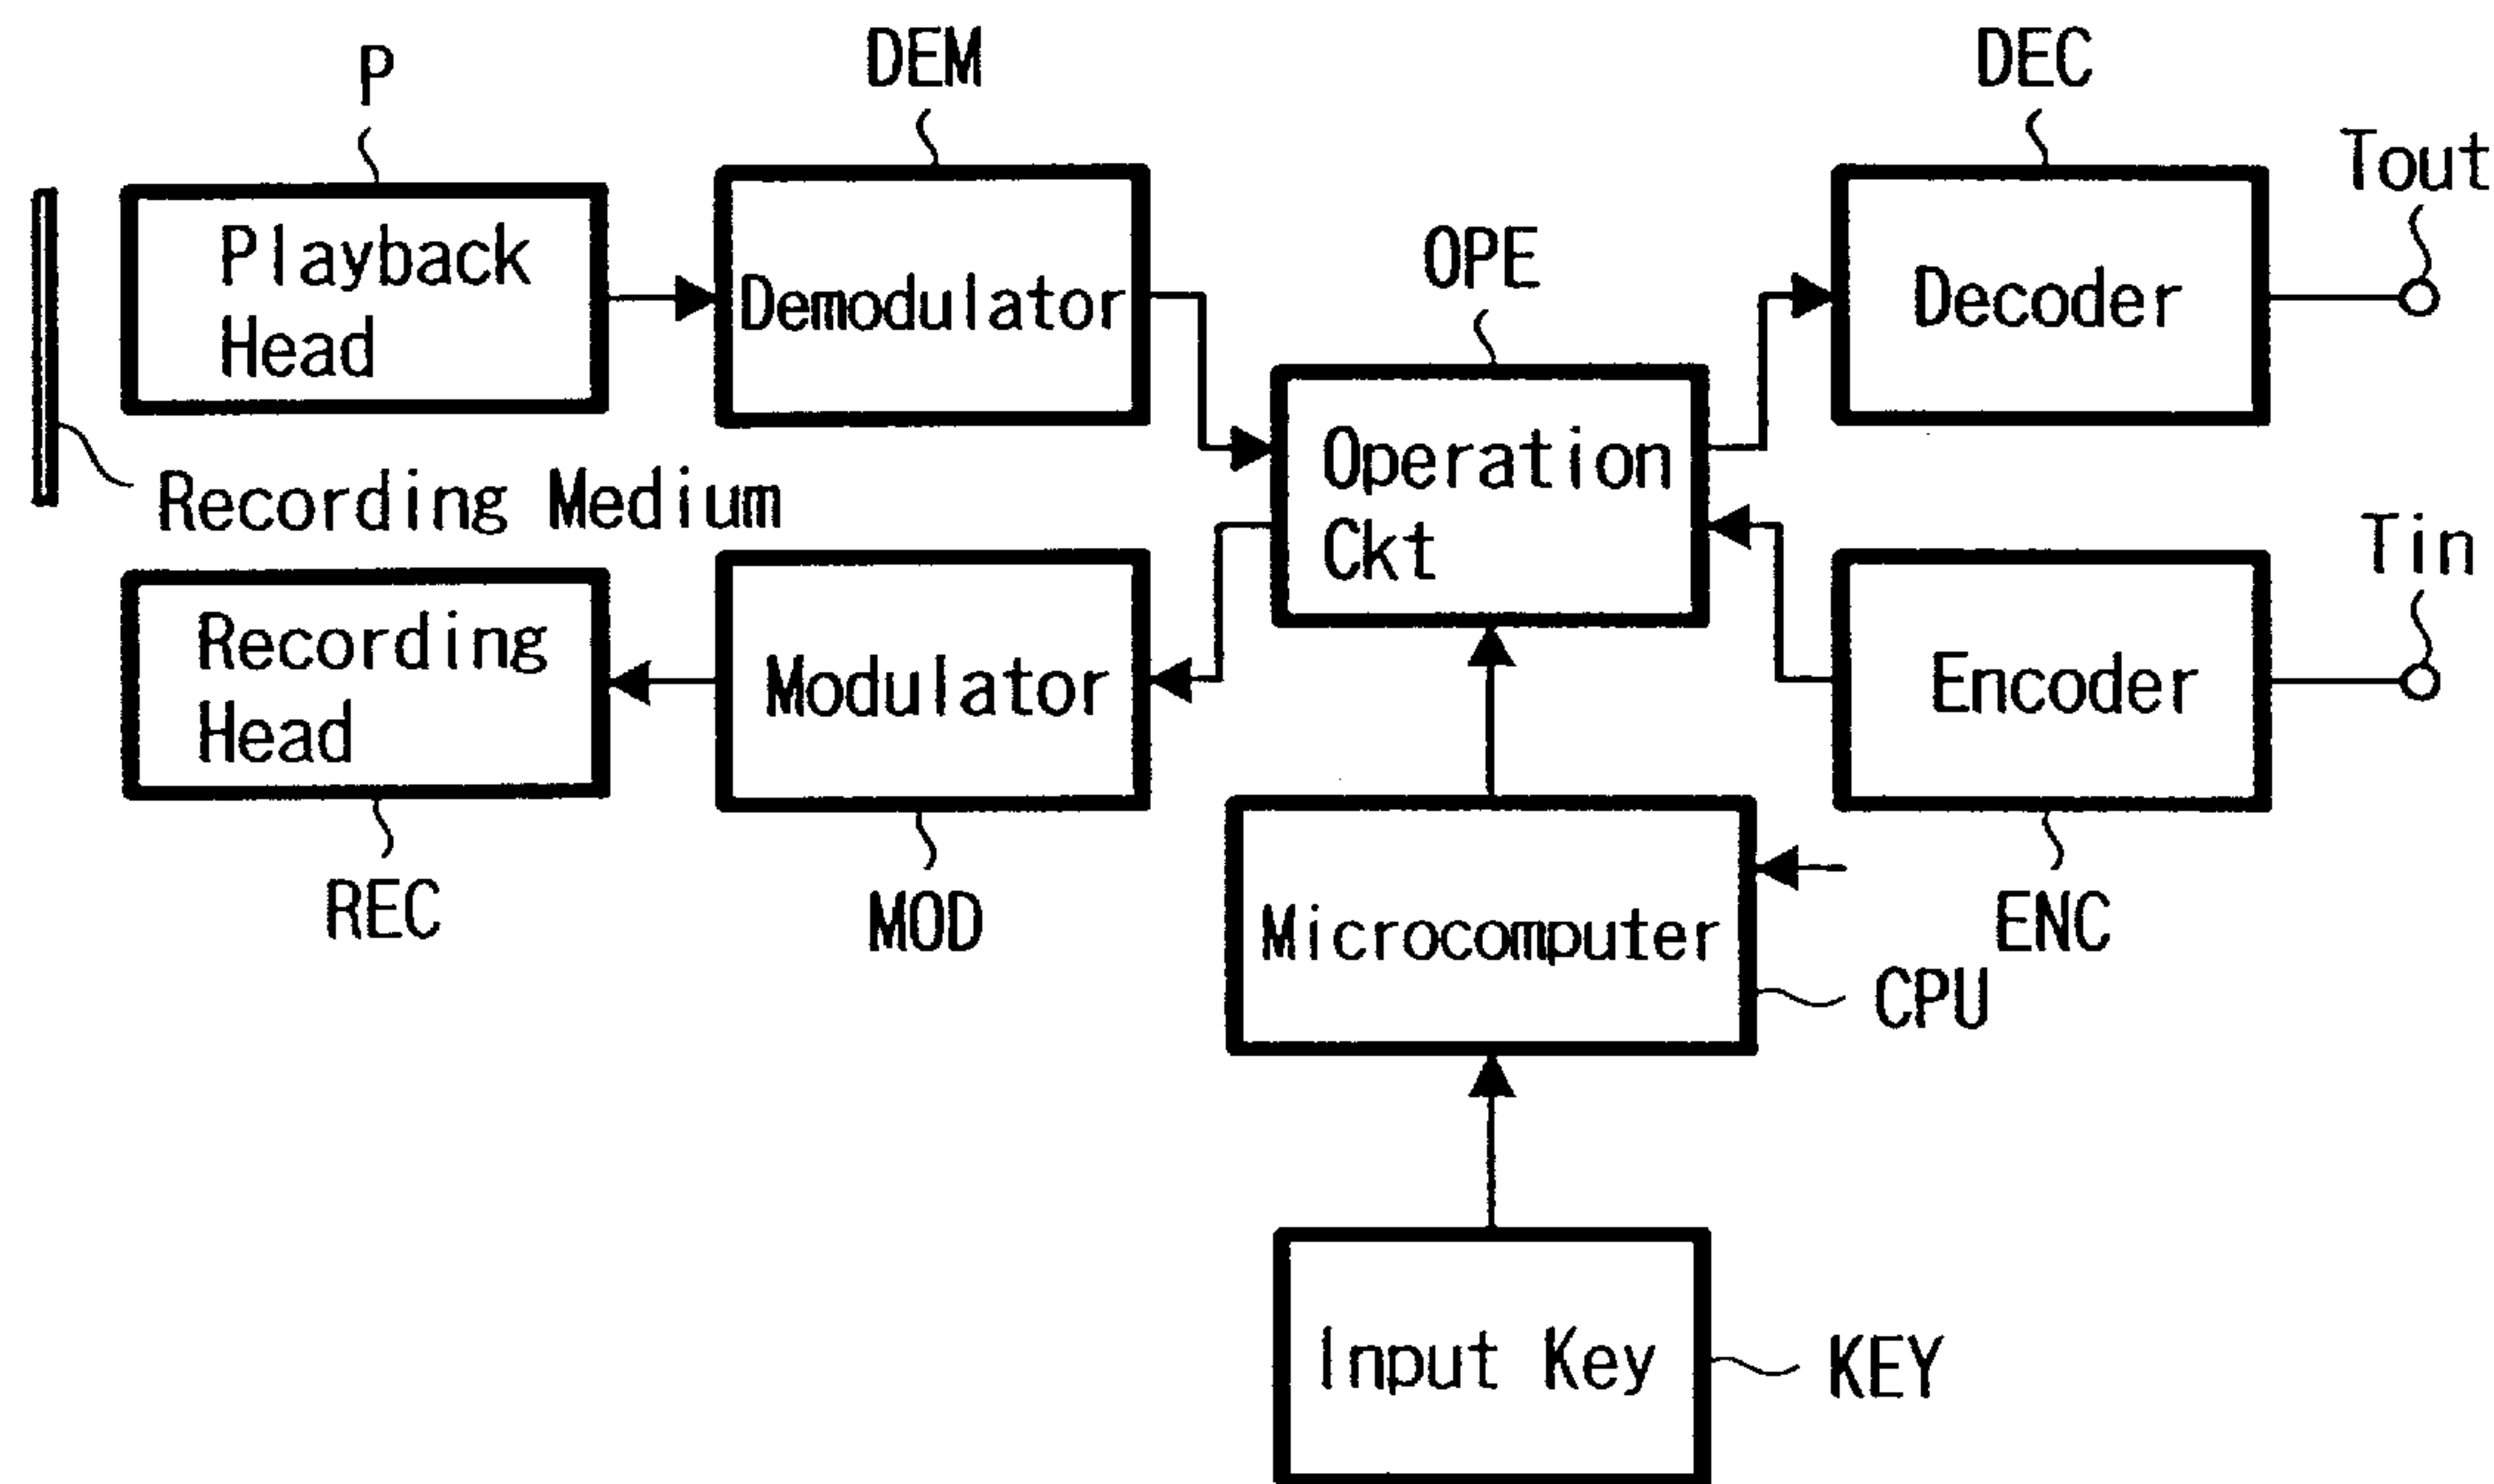 P
DEM
DEC
Tout
Playback
Head
Demodulator
OPE
Decoder
Operation
Ckt
Recording Medium
Tin
Recording
Head
Modulator
Encoder
REC
MOD
Microcomputer
ENC
CPU
Input Key
KEY